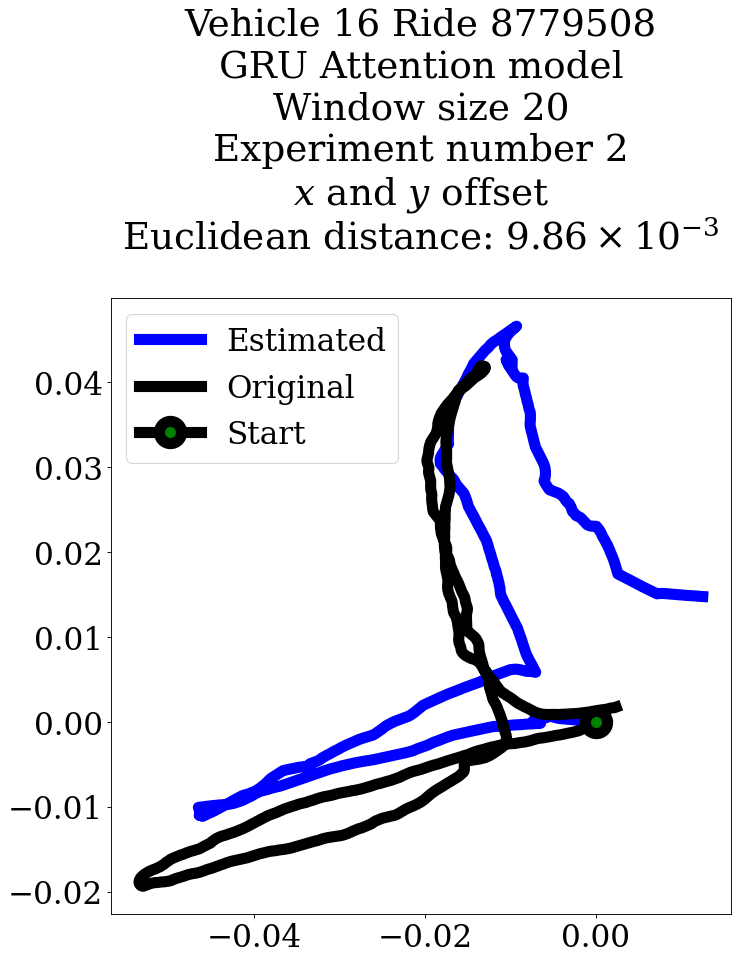 Vehicle 16 Ride 8779508
GRU Attention model
Window size 20
Experiment number 2
x and y offset
Euclidean distance: 9.86 × 10⁻³
Estimated
Original
Start
0.04
0.03
0.02
0.01
0.00
−0.01
−0.02
−0.04 −0.02 0.00